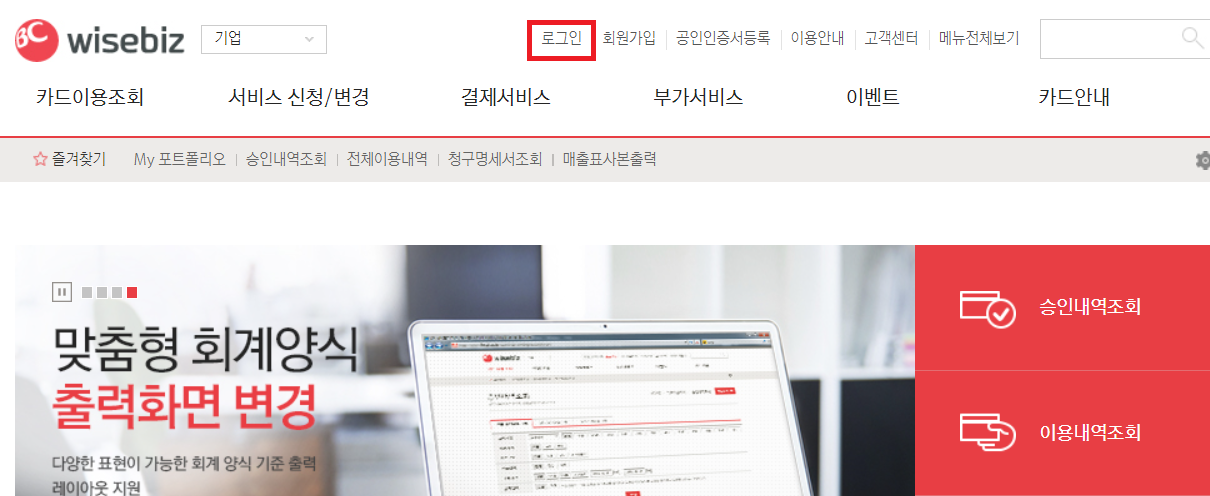 BC wisebiz 기업 로그인 회원가입 공인인증서등록 이용안내 고객센터 메뉴전체보기
카드이용조회 서비스 신청/변경 결제서비스 부가서비스 이벤트 카드안내
즐겨찾기 My 포트폴리오 승인내역조회 전체이용내역 청구명세서조회 매출표사본출력
맞춤형 회계양식
출력화면 변경
다양한 표현이 가능한 회계 양식 기준 출력
레이아웃 지원
wisebiz
승인내역조회
이용내역조회